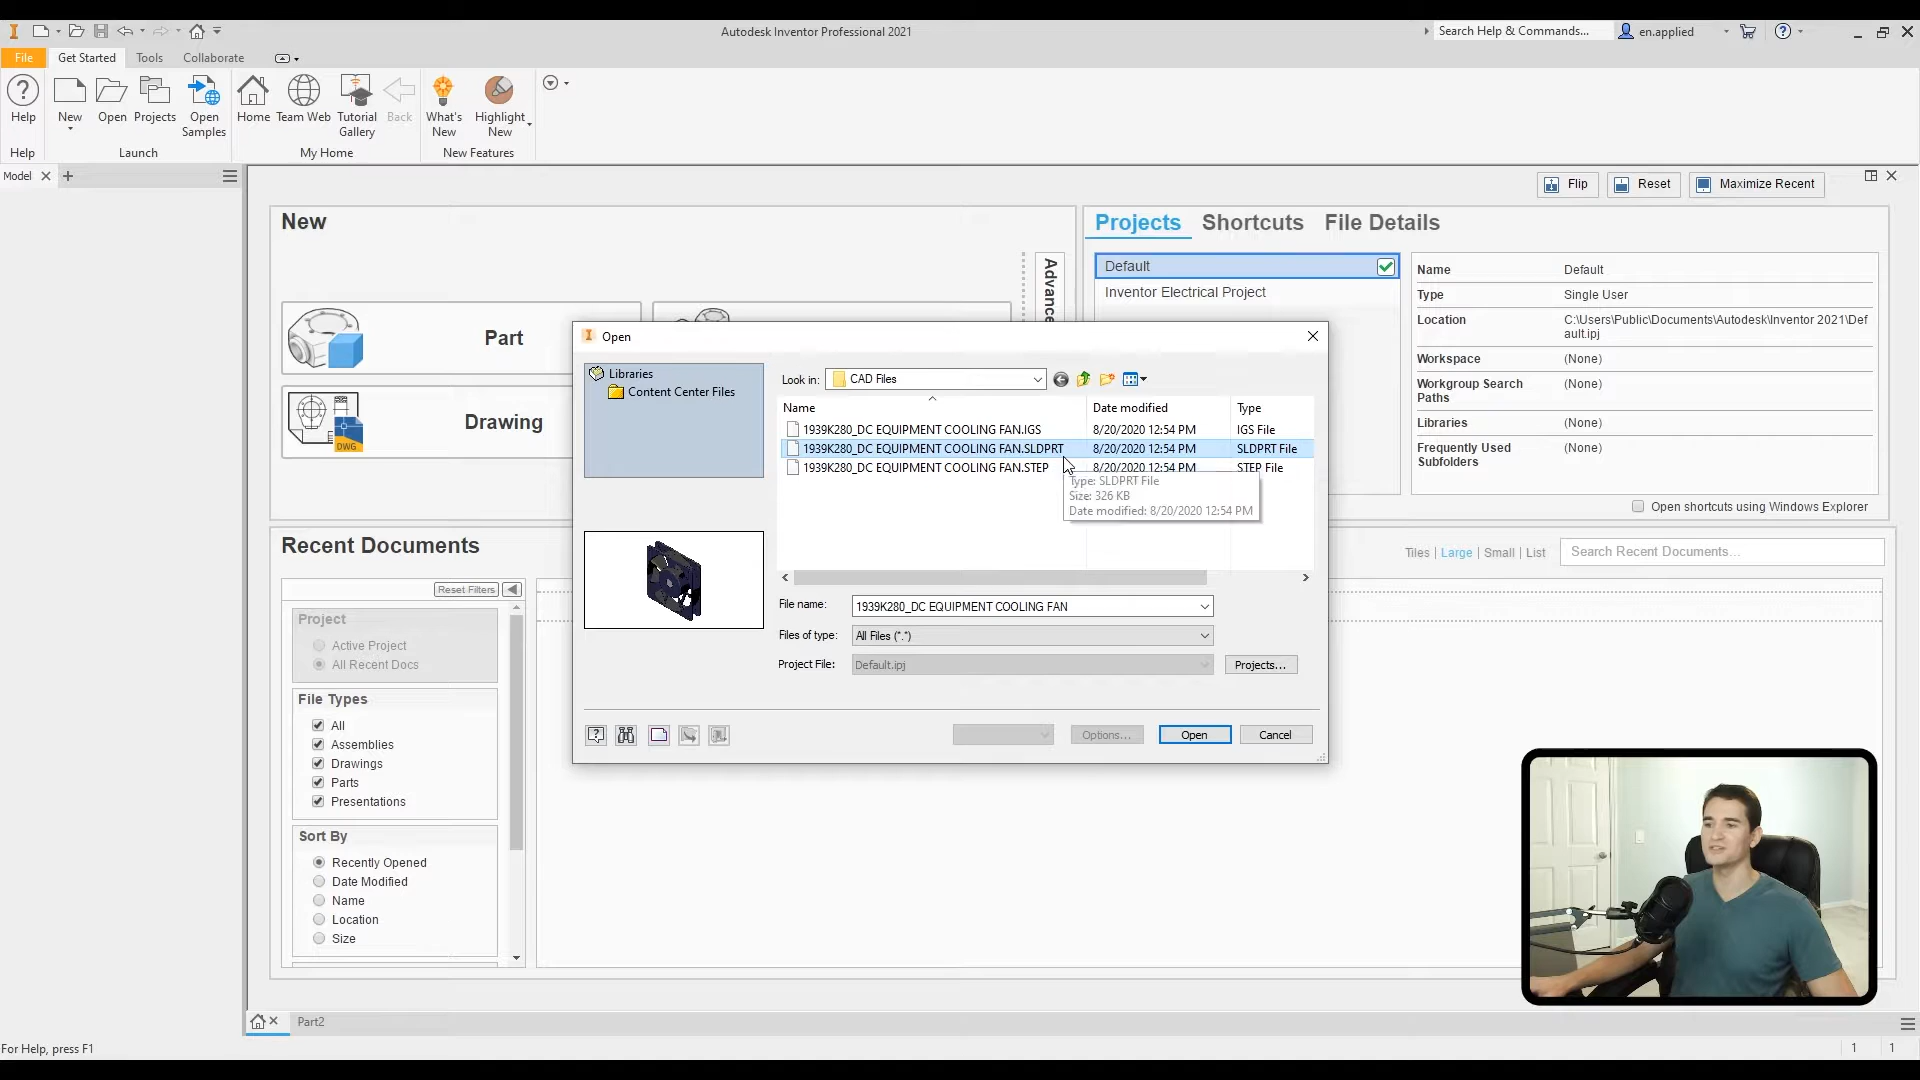 Autodesk Inventor Professional 2021
Search Help & Commands...
en.applied
File
Get Started
Tools
Collaborate
Help
New
Open
Projects
Open Samples
Home
Team Web
Tutorial Gallery
Back
What's New
Highlight New
Help
Launch
My Home
New Features
Model
Flip
Reset
Maximize Recent
New
Projects
Shortcuts
File Details
Part
Drawing
DWG
Advance
Default
Inventor Electrical Project
Name Default
Type Single User
Location C:\Users\Public\Documents\Autodesk\Inventor 2021\Def
ault.ipj
Workspace (None)
Workgroup Search
Paths
(None)
Libraries (None)
Frequently Used
Subfolders
(None)
Open shortcuts using Windows Explorer
Open
Libraries
Content Center Files
Look in: CAD Files
Name Date modified Type
1939K280_DC EQUIPMENT COOLING FAN.IGS 8/20/2020 12:54 PM IGS File
1939K280_DC EQUIPMENT COOLING FAN.SLDPRT 8/20/2020 12:54 PM SLDPRT File
1939K280_DC EQUIPMENT COOLING FAN.STEP 8/20/2020 12:54 PM STEP File
Type: SLDPRT File
Size: 326 KB
Date modified: 8/20/2020 12:54 PM
File name: 1939K280_DC EQUIPMENT COOLING FAN
Files of type: All Files (*.*)
Project File: Default.ipj
Projects...
Options...
Open
Cancel
Recent Documents
Tiles | Large | Small | List
Search Recent Documents...
Reset Filters
Project
Active Project
All Recent Docs
File Types
All
Assemblies
Drawings
Parts
Presentations
Sort By
Recently Opened
Date Modified
Name
Location
Size
Part2
For Help, press F1
1 1